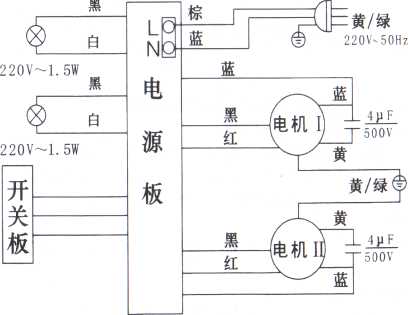 黑
白
220V～1.5W
黑
白
220V～1.5W
开关板
电源板
L
N
棕
蓝
黄/绿
220V~50Hz
蓝
蓝
黑
红
电机 I
4μF
500V
黄
黄/绿
黄
黑
红
电机 II
4μF
500V
蓝